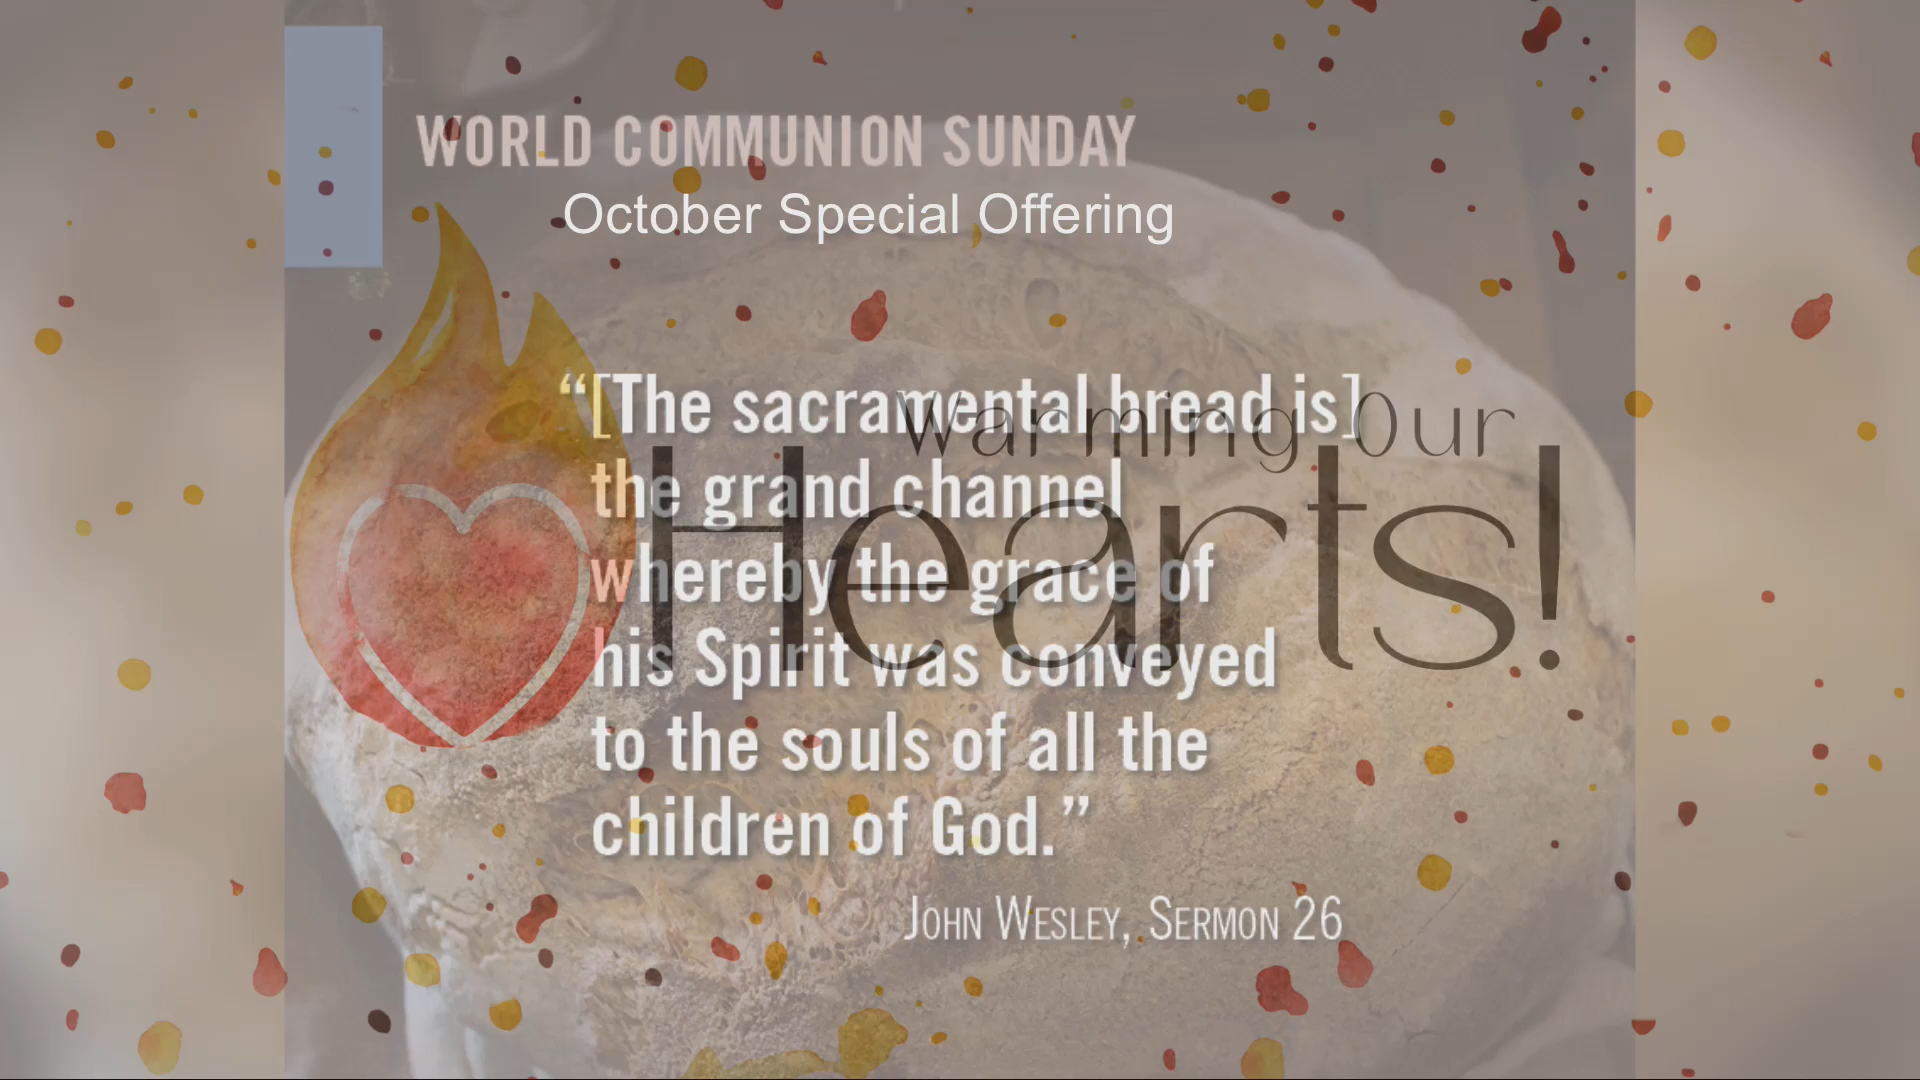 WORLD COMMUNION SUNDAY
October Special Offering
“[The sacramental bread is]
the grand channel
whereby the grace of
his Spirit was conveyed
to the souls of all the
children of God.”
JOHN WESLEY, SERMON 26
Warming Our
Hearts!